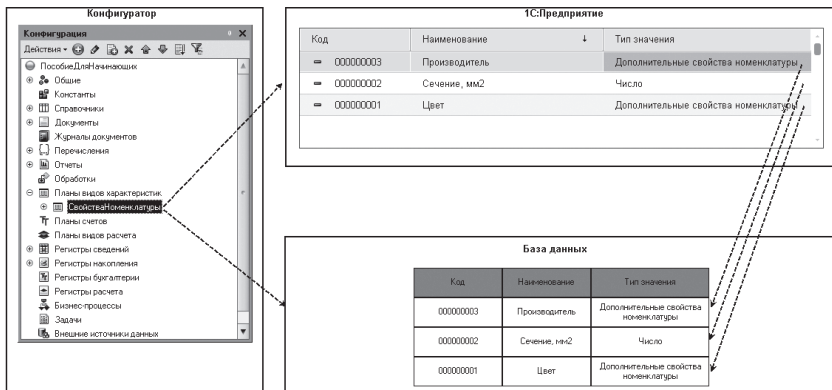 Конфигуратор
Конфигурация
Действия
ПособиеДляНачинающих
Общие
Константы
Справочники
Документы
Журналы документов
Перечисления
Отчеты
Обработки
Планы видов характеристик
СвойстваНоменклатуры
Планы счетов
Планы видов расчета
Регистры сведений
Регистры накопления
Регистры бухгалтерии
Регистры расчета
Бизнес-процессы
Задачи
Внешние источники данных
1С:Предприятие
Код Наименование ↓ Тип значения
000000003 Производитель Дополнительные свойства номенклатуры
000000002 Сечение, мм2 Число
000000001 Цвет Дополнительные свойства номенклатуры
База данных
Код Наименование Тип значения
000000003 Производитель Дополнительные свойства номенклатуры
000000002 Сечение, мм2 Число
000000001 Цвет Дополнительные свойства номенклатуры